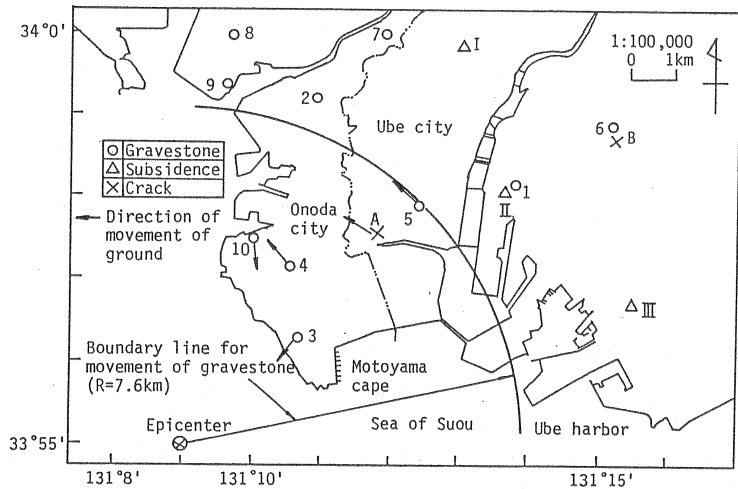 34°0'
8
7
I
1:100,000
0 1km
9
2
Ube city
6
B
Gravestone
Subsidence
Crack
1
II
Direction of
movement of
ground
Onoda
city
A
5
10
4
III
3
Boundary line for
movement of gravestone
(R=7.6km)
Motoyama
cape
Epicenter
Sea of Suou
Ube harbor
33°55'
131°8'
131°10'
131°15'